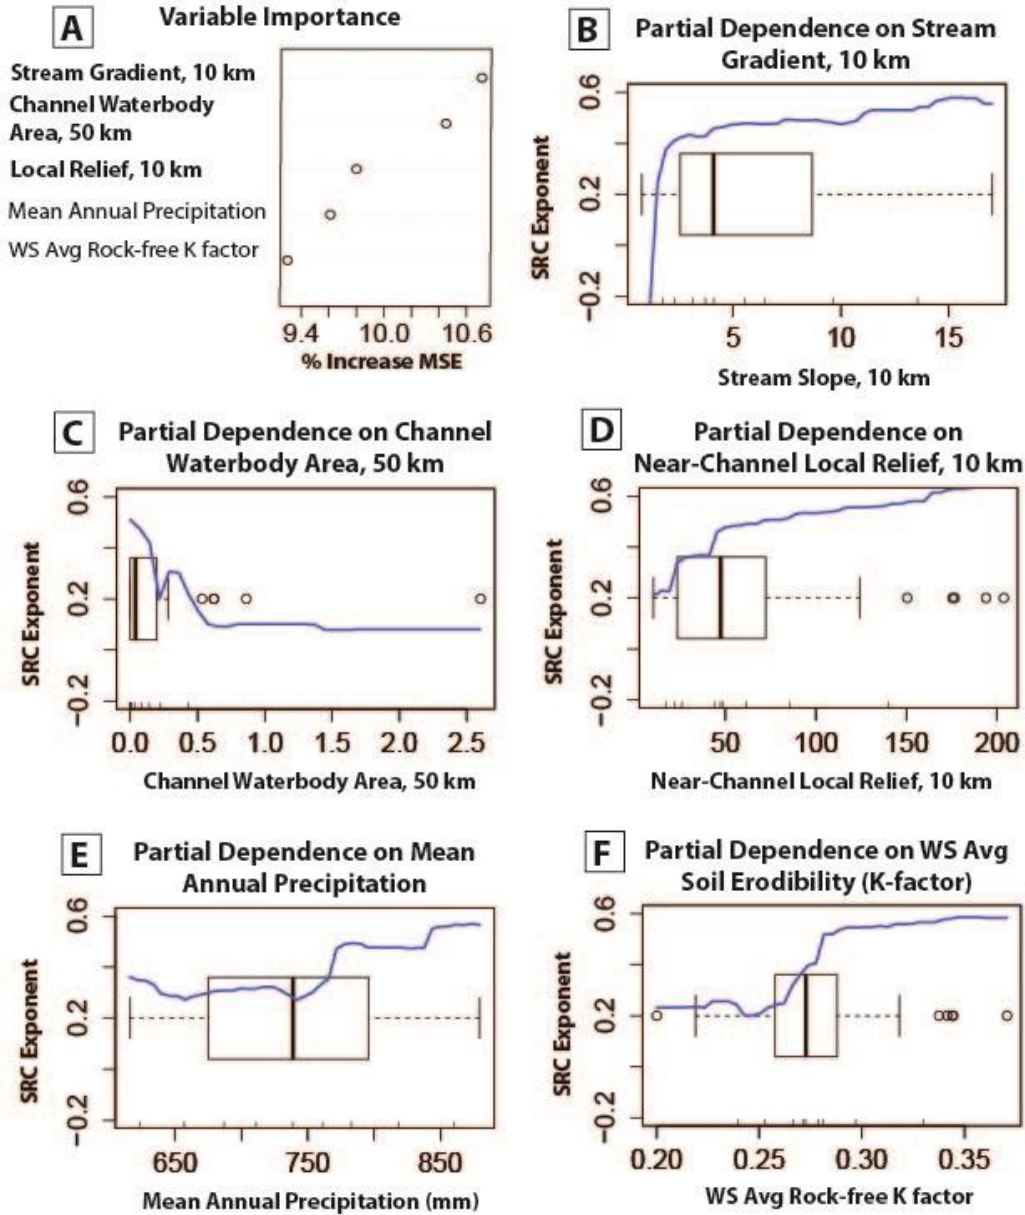 A
Variable Importance
Stream Gradient, 10 km
Channel Waterbody
Area, 50 km
Local Relief, 10 km
Mean Annual Precipitation
WS Avg Rock-free K factor
9.4 10.0 10.6
% Increase MSE
B
Partial Dependence on Stream
Gradient, 10 km
SRC Exponent
0.6
0.2
−0.2
5 10 15
Stream Slope, 10 km
C
Partial Dependence on Channel
Waterbody Area, 50 km
SRC Exponent
0.6
0.2
−0.2
0.0 0.5 1.0 1.5 2.0 2.5
Channel Waterbody Area, 50 km
D
Partial Dependence on
Near-Channel Local Relief, 10 km
SRC Exponent
0.6
0.2
−0.2
50 100 150 200
Near-Channel Local Relief, 10 km
E
Partial Dependence on Mean
Annual Precipitation
SRC Exponent
0.6
0.2
−0.2
650 750 850
Mean Annual Precipitation (mm)
F
Partial Dependence on WS Avg
Soil Erodibility (K-factor)
SRC Exponent
0.6
0.2
−0.2
0.20 0.25 0.30 0.35
WS Avg Rock-free K factor